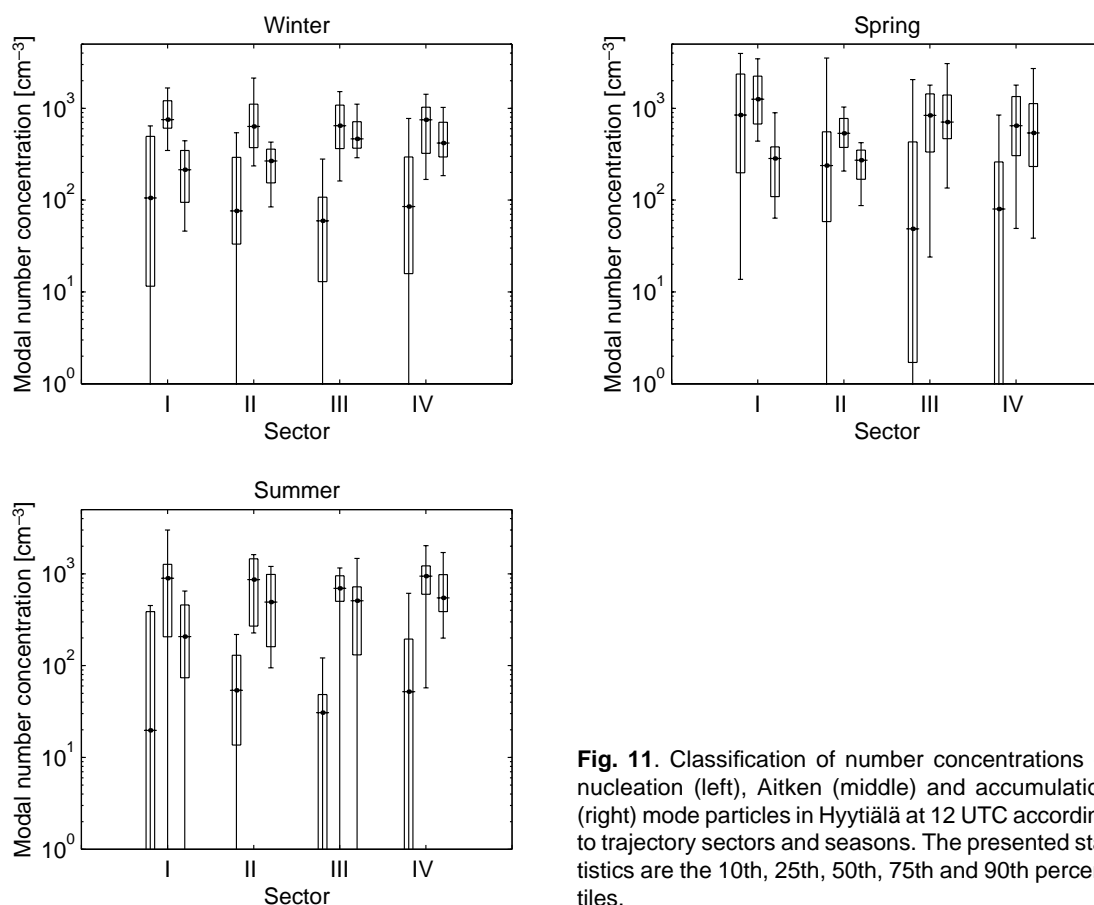 Winter
Modal number concentration [cm⁻³]
10³
10²
10¹
10⁰
I II III IV
Sector
Spring
Modal number concentration [cm⁻³]
10³
10²
10¹
10⁰
I II III IV
Sector
Summer
Modal number concentration [cm⁻³]
10³
10²
10¹
10⁰
I II III IV
Sector
Fig. 11. Classification of number concentrations
nucleation (left), Aitken (middle) and accumulatio
(right) mode particles in Hyytiälä at 12 UTC accordin
to trajectory sectors and seasons. The presented sta
tistics are the 10th, 25th, 50th, 75th and 90th percen
tiles.